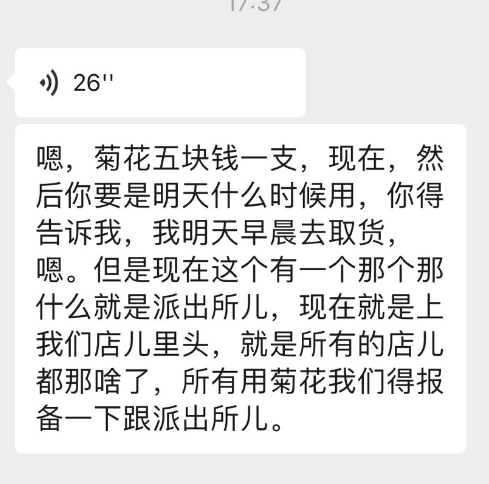 17:37
26''
嗯，菊花五块钱一支，现在，然
后你要是明天什么时候用，你得
告诉我，我明天早晨去取货，
嗯。但是现在这个有一个那个那
什么就是派出所儿，现在就是上
我们店儿里头，就是所有的店儿
都那啥了，所有用菊花我们得报
备一下跟派出所儿。